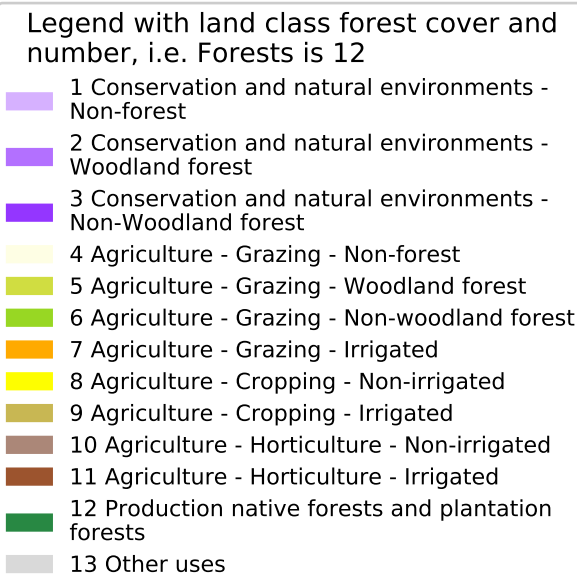 Legend with land class forest cover and
number, i.e. Forests is 12
1 Conservation and natural environments -
Non-forest
2 Conservation and natural environments -
Woodland forest
3 Conservation and natural environments -
Non-Woodland forest
4 Agriculture - Grazing - Non-forest
5 Agriculture - Grazing - Woodland forest
6 Agriculture - Grazing - Non-woodland forest
7 Agriculture - Grazing - Irrigated
8 Agriculture - Cropping - Non-irrigated
9 Agriculture - Cropping - Irrigated
10 Agriculture - Horticulture - Non-irrigated
11 Agriculture - Horticulture - Irrigated
12 Production native forests and plantation
forests
13 Other uses